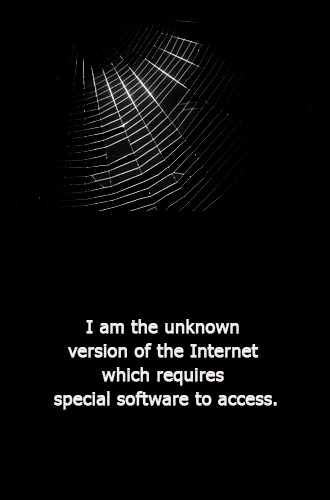 I am the unknown
version of the Internet
which requires
special software to access.